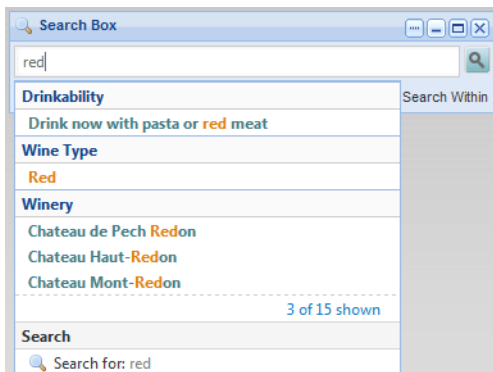 Search Box
red
Search Within
Drinkability
Drink now with pasta or red meat
Wine Type
Red
Winery
Chateau de Pech Redon
Chateau Haut-Redon
Chateau Mont-Redon
3 of 15 shown
Search
Search for: red